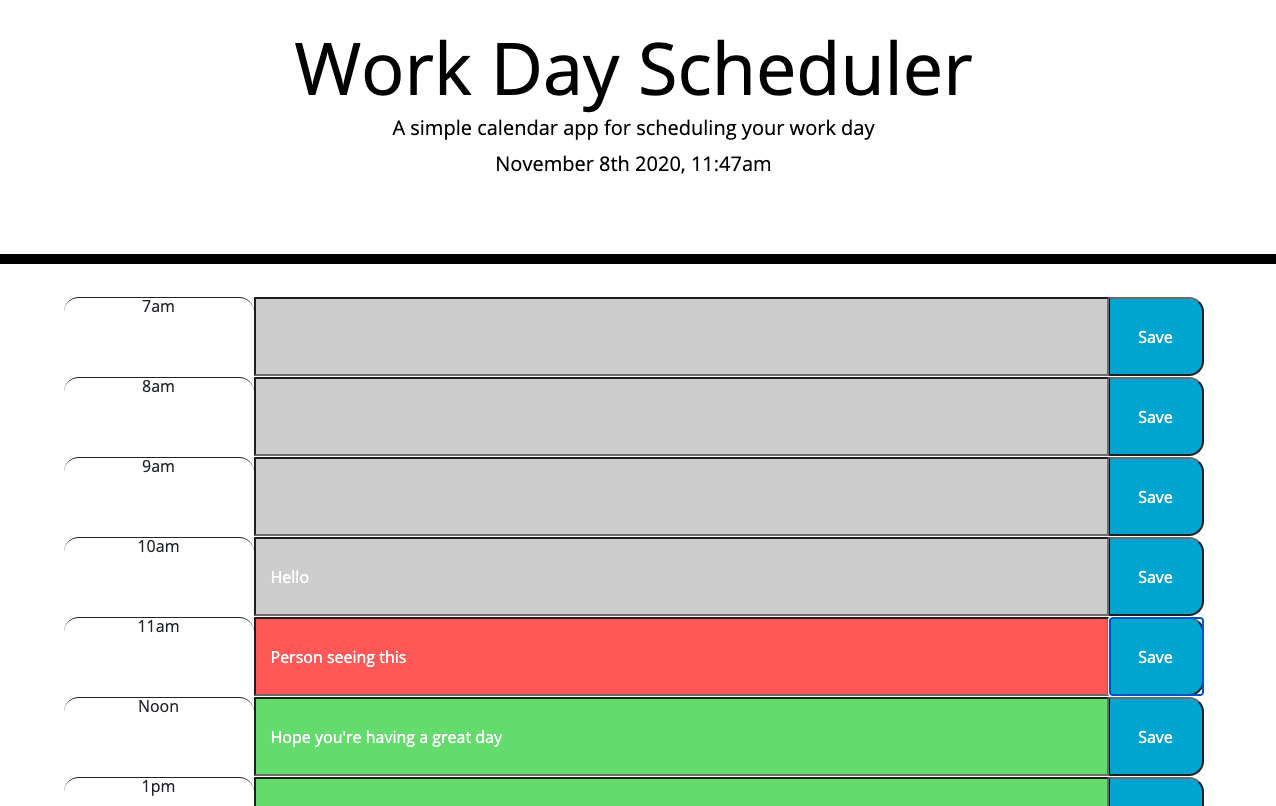 Work Day Scheduler
A simple calendar app for scheduling your work day
November 8th 2020, 11:47am
7am
Save
8am
Save
9am
Save
10am
Hello
Save
11am
Person seeing this
Save
Noon
Hope you're having a great day
Save
1pm